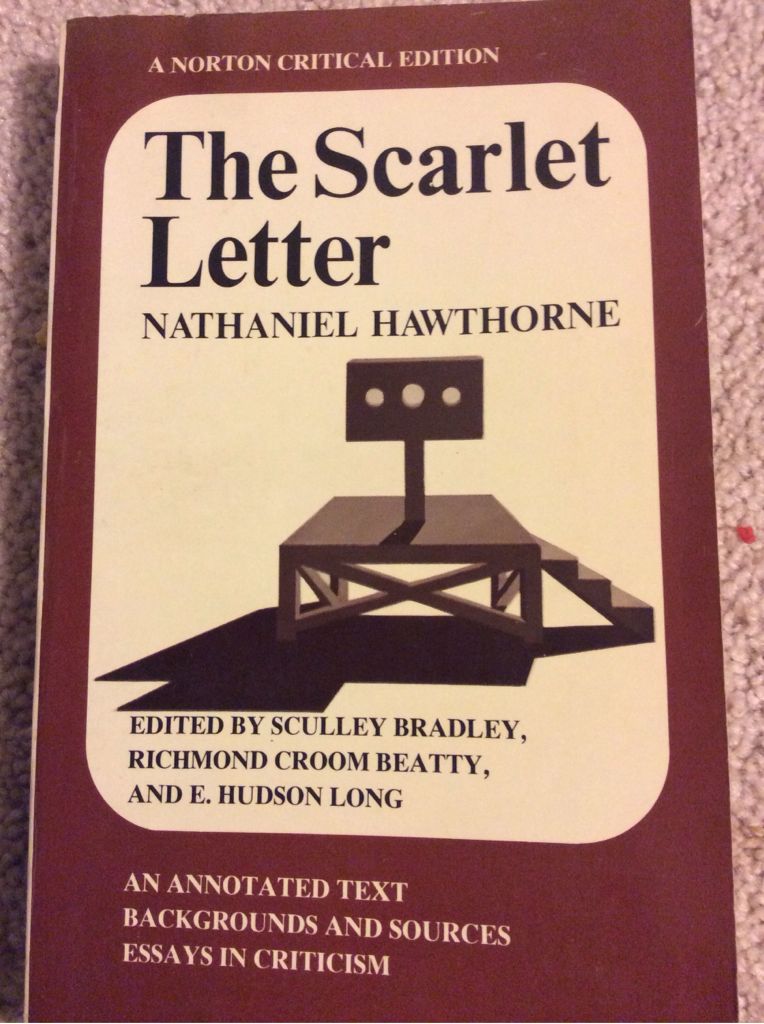 A NORTON CRITICAL EDITION
The Scarlet
Letter
NATHANIEL HAWTHORNE
EDITED BY SCULLEY BRADLEY,
RICHMOND CROOM BEATTY,
AND E. HUDSON LONG
AN ANNOTATED TEXT
BACKGROUNDS AND SOURCES
ESSAYS IN CRITICISM